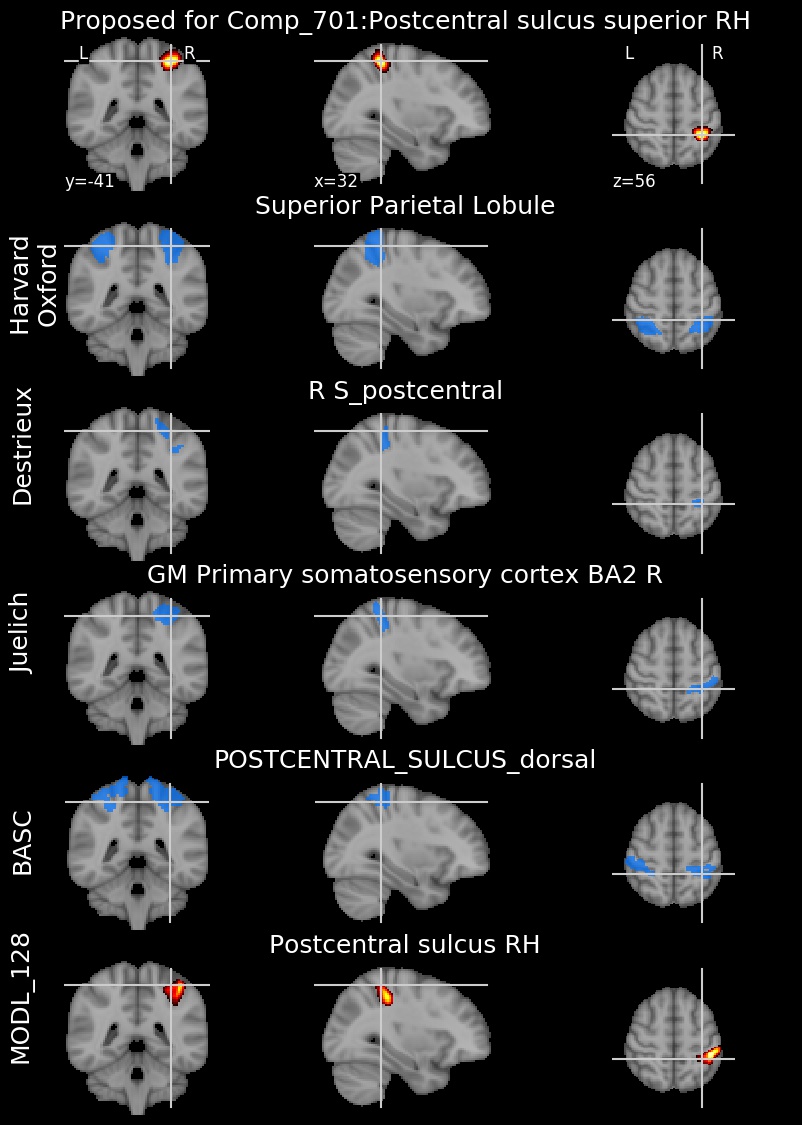 Proposed for Comp_701:Postcentral sulcus superior RH
L R
L R
y=-41
x=32
z=56
Superior Parietal Lobule
Harvard
Oxford
R S_postcentral
Destrieux
GM Primary somatosensory cortex BA2 R
Juelich
POSTCENTRAL_SULCUS_dorsal
BASC
Postcentral sulcus RH
MODL_128